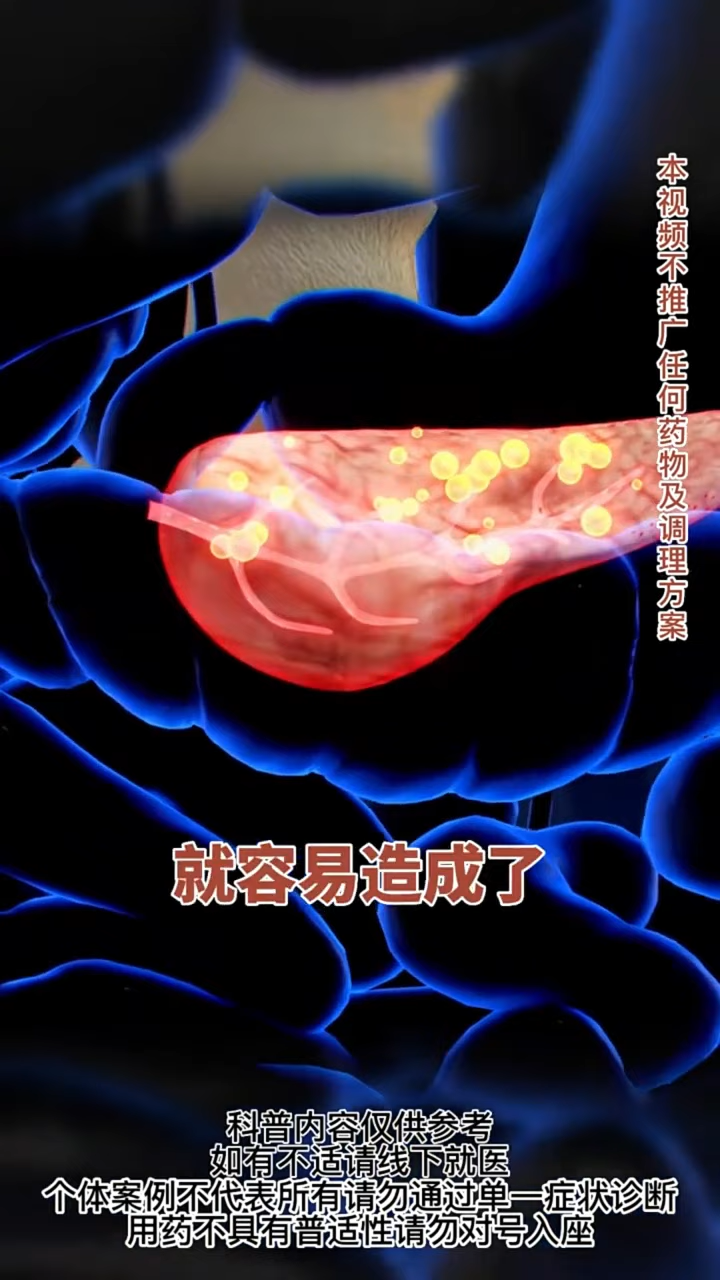 本视频不推广任何药物及调理方案
就容易造成了
科普内容仅供参考
如有不适请线下就医
个体案例不代表所有请勿通过单一症状诊断
用药不具有普适性请勿对号入座